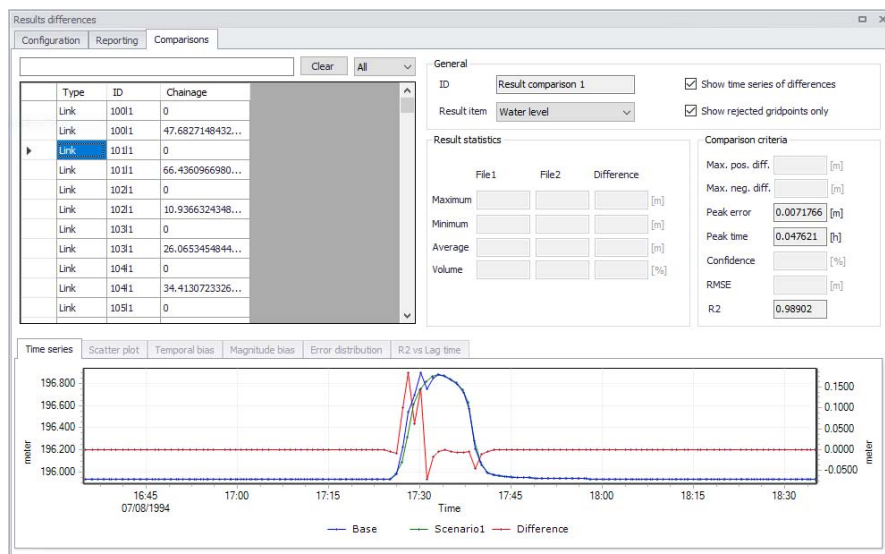 Results differences
Configuration Reporting Comparisons
Clear All
Type ID Chainage
Link 100l1 0
Link 100l1 47.6827148432...
Link 101l1 0
Link 101l1 66.4360966980...
Link 102l1 0
Link 102l1 10.9366324348...
Link 103l1 0
Link 103l1 26.0653454844...
Link 104l1 0
Link 104l1 34.4130723326...
Link 105l1 0
General
ID Result comparison 1 Show time series of differences
Result item Water level Show rejected gridpoints only
Result statistics
File1 File2 Difference
Maximum [m]
Minimum [m]
Average [m]
Volume [%]
Comparison criteria
Max. pos. diff. [m]
Max. neg. diff. [m]
Peak error 0.0071766 [m]
Peak time 0.047621 [h]
Confidence [%]
RMSE [m]
R2 0.98902
Time series Scatter plot Temporal bias Magnitude bias Error distribution R2 vs Lag time
196.800
196.600
196.400
196.200
196.000
meter
0.1500
0.1000
0.0500
0.0000
-0.0500
meter
16:45 17:00 17:15 17:30 17:45 18:00 18:15 18:30
07/08/1994 Time
Base Scenario1 Difference